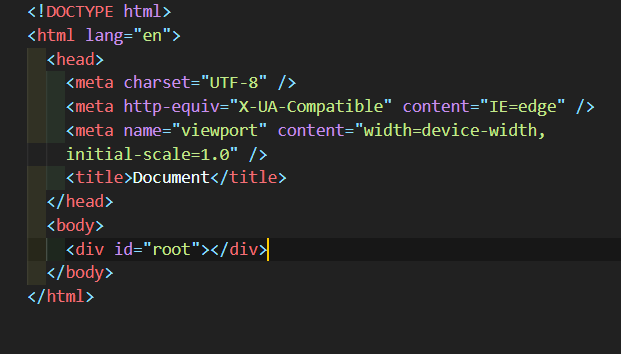 <!DOCTYPE html>
<html lang="en">
  <head>
    <meta charset="UTF-8" />
    <meta http-equiv="X-UA-Compatible" content="IE=edge" />
    <meta name="viewport" content="width=device-width,
    initial-scale=1.0" />
    <title>Document</title>
  </head>
  <body>
    <div id="root"></div>
  </body>
</html>